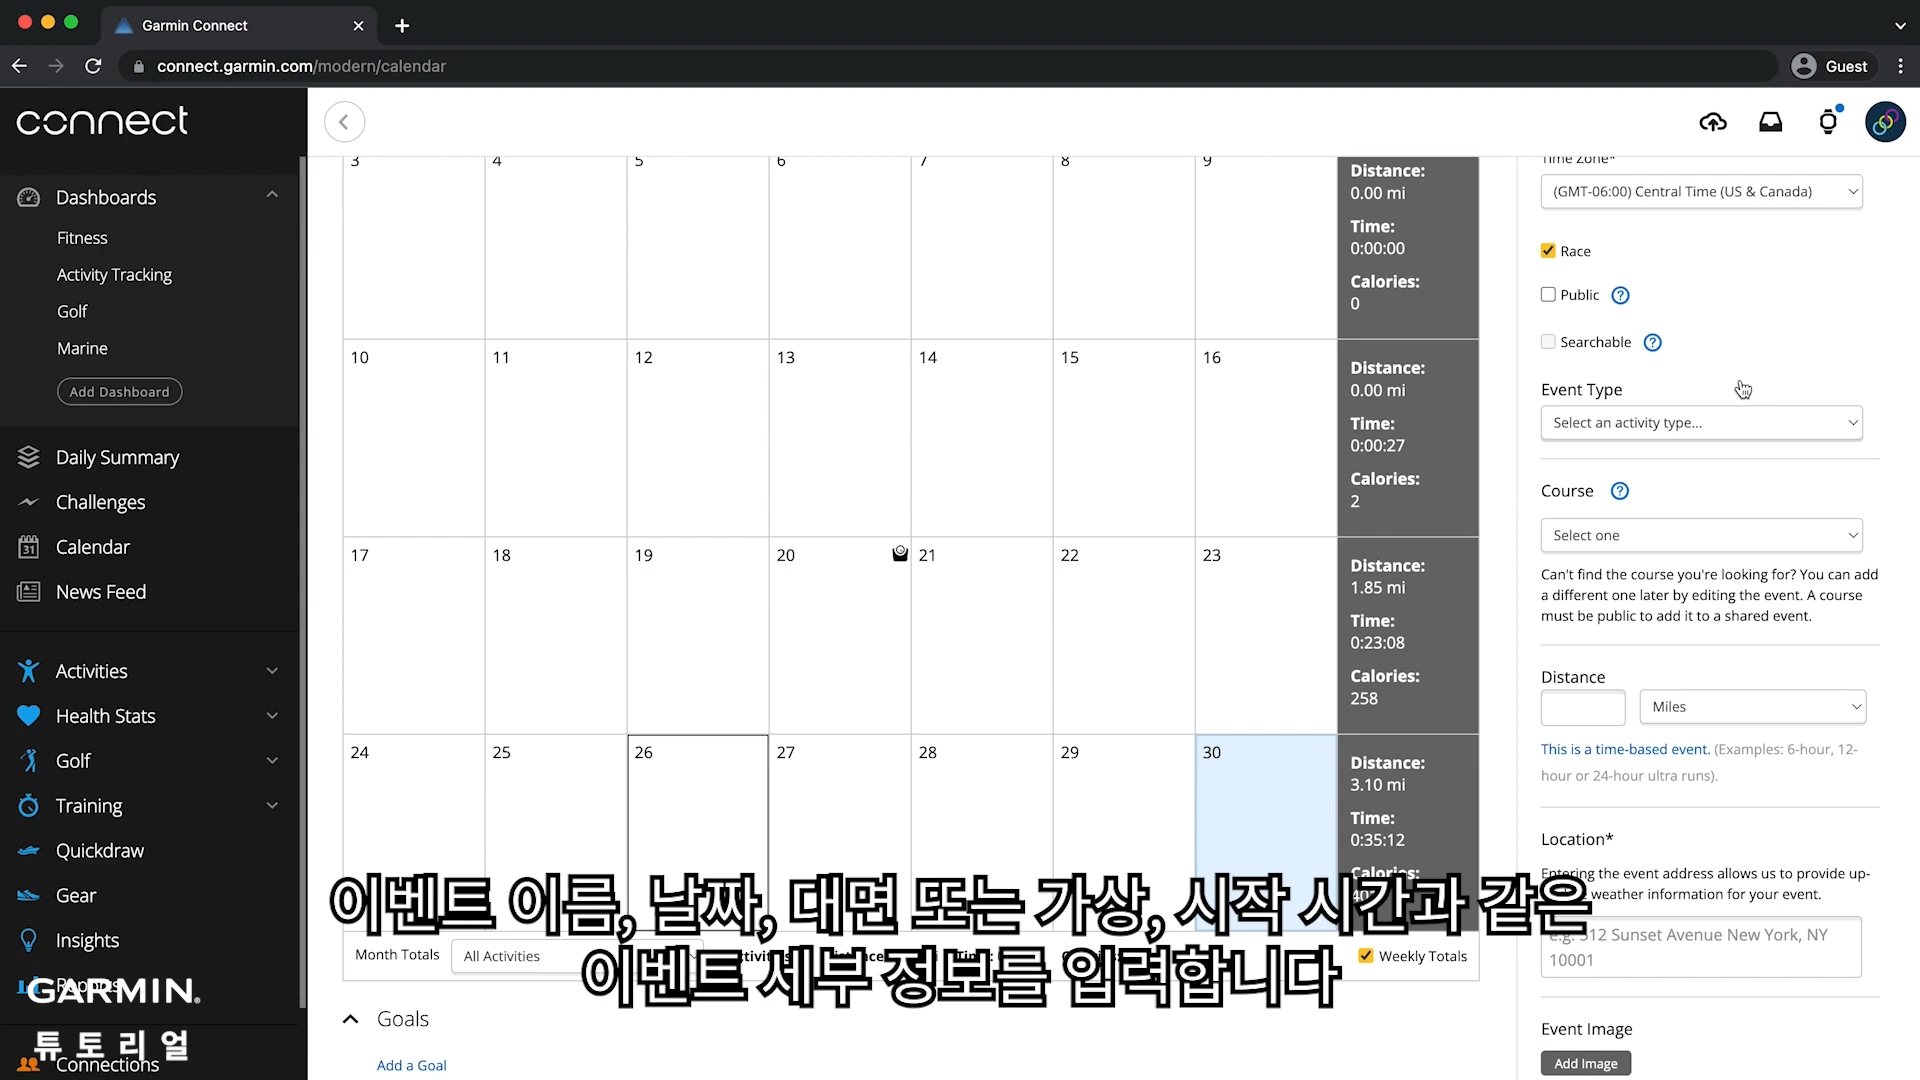 Garmin Connect
connect.garmin.com/modern/calendar
Guest
connect
Dashboards
Fitness
Activity Tracking
Golf
Marine
Add Dashboard
Daily Summary
Challenges
31
Calendar
News Feed
Activities
Health Stats
Golf
Training
Quickdraw
Gear
Insights
Reports
GARMIN.
튜토리얼
Connections
3 4 5 6 7 8 9
Distance:
0.00 mi
Time:
0:00:00
Calories:
0
10 11 12 13 14 15 16
Distance:
0.00 mi
Time:
0:00:27
Calories:
2
17 18 19 20 21 22 23
Distance:
1.85 mi
Time:
0:23:08
Calories:
258
24 25 26 27 28 29 30
Distance:
3.10 mi
Time:
0:35:12
Calories:
이벤트 이름, 날짜, 대면 또는 가상, 시작 시간과 같은
이벤트 세부 정보를 입력합니다
Month Totals
All Activities
Weekly Totals
Goals
Add a Goal
Time Zone*
(GMT-06:00) Central Time (US & Canada)
Race
Public ?
Searchable ?
Event Type
Select an activity type...
Course ?
Select one
Can't find the course you're looking for? You can add
a different one later by editing the event. A course
must be public to add it to a shared event.
Distance
Miles
This is a time-based event. (Examples: 6-hour, 12-
hour or 24-hour ultra runs).
Location*
Entering the event address allows us to provide up-
weather information for your event.
e.g. 312 Sunset Avenue New York, NY
10001
Event Image
Add Image